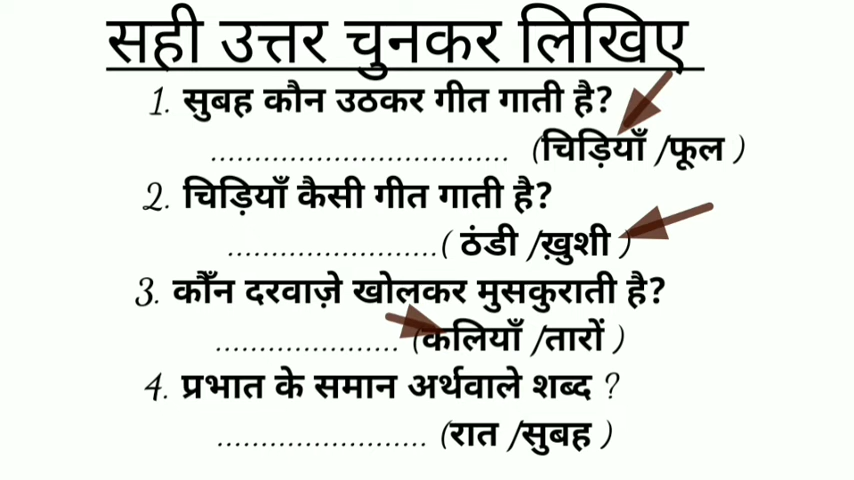 सही उत्तर चुनकर लिखिए
1. सुबह कौन उठकर गीत गाती है?
.................................. (चिड़ियाँ /फूल )
2. चिड़ियाँ कैसी गीत गाती है?
........................( ठंडी /ख़ुशी )
3. कौँन दरवाज़े खोलकर मुसकुराती है?
..................... (कलियाँ /तारों )
4. प्रभात के समान अर्थवाले शब्द ?
........................ (रात /सुबह )